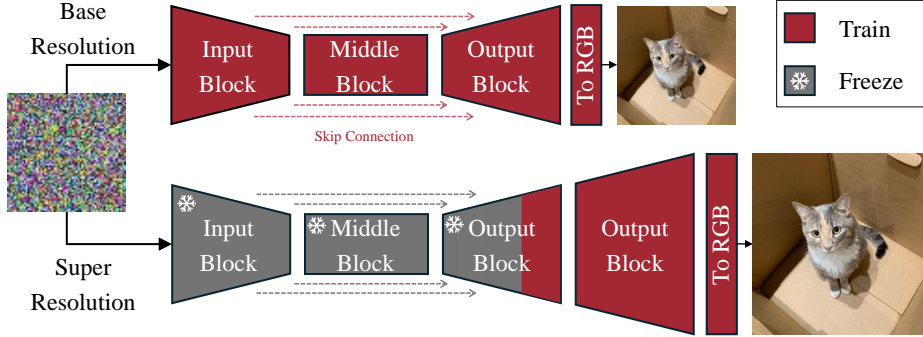 Base
Resolution
Input
Block
Middle
Block
Output
Block
To RGB
Skip Connection
Train
Freeze
Super
Resolution
Input
Block
Middle
Block
Output
Block
Output
Block
To RGB